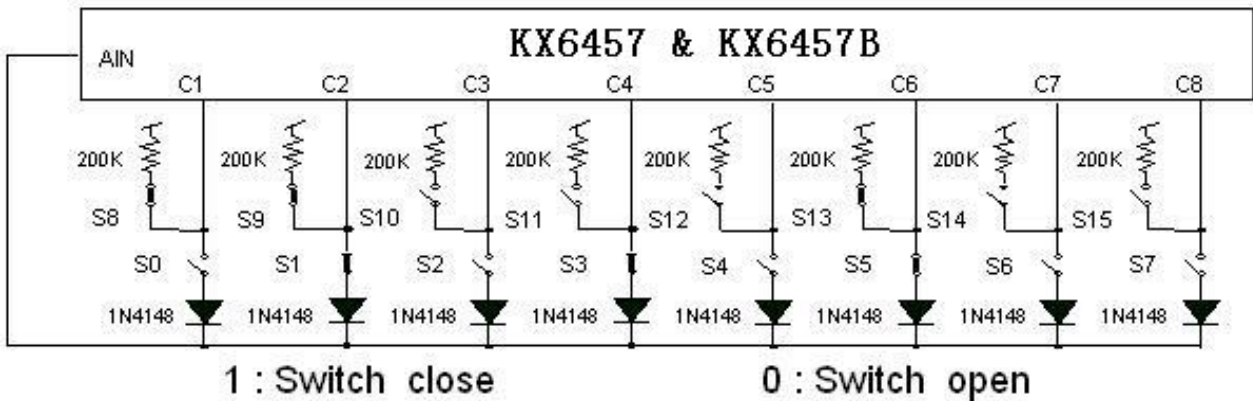 KX6457 & KX6457B
AIN
C1 C2 C3 C4 C5 C6 C7 C8
200K 200K 200K 200K 200K 200K 200K 200K
S8 S9 S10 S11 S12 S13 S14 S15
S0 S1 S2 S3 S4 S5 S6 S7
1N4148 1N4148 1N4148 1N4148 1N4148 1N4148 1N4148 1N4148
1 : Switch close 0 : Switch open